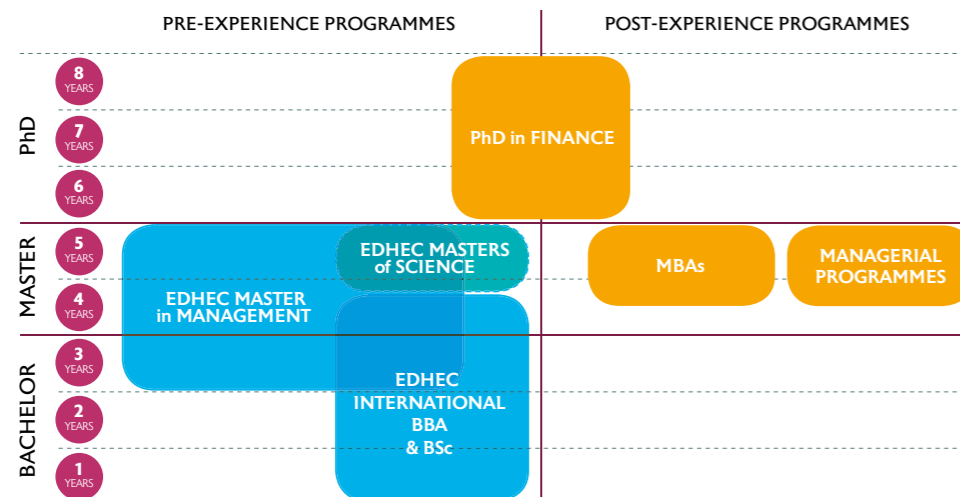 PRE-EXPERIENCE PROGRAMMES
POST-EXPERIENCE PROGRAMMES
PhD
8
YEARS
7
YEARS
6
YEARS
PhD in FINANCE
MASTER
5
YEARS
4
YEARS
EDHEC MASTERS
of SCIENCE
EDHEC MASTER
in MANAGEMENT
MBAs
MANAGERIAL
PROGRAMMES
BACHELOR
3
YEARS
2
YEARS
1
YEARS
EDHEC
INTERNATIONAL
BBA
& BSc